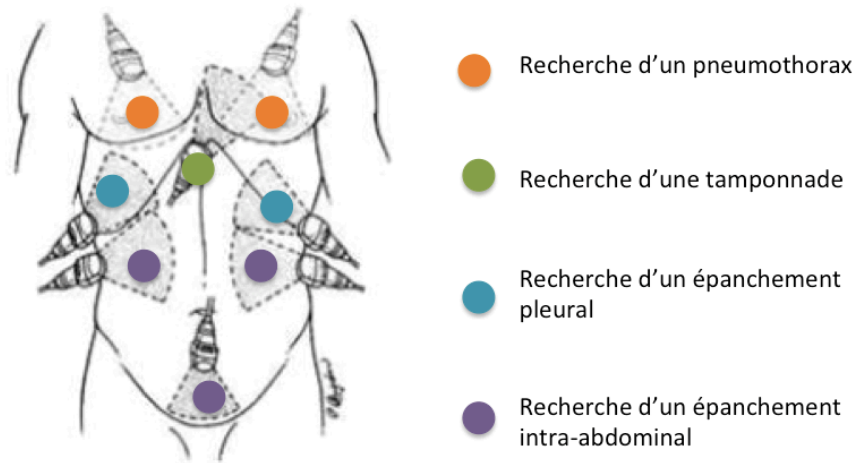 Recherche d’un pneumothorax
Recherche d’une tamponnade
Recherche d’un épanchement
pleural
Recherche d’un épanchement
intra-abdominal